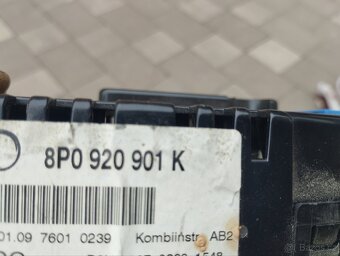 8P0 920 901 K
01.09 7601 0239 Kombiinstr. AB2